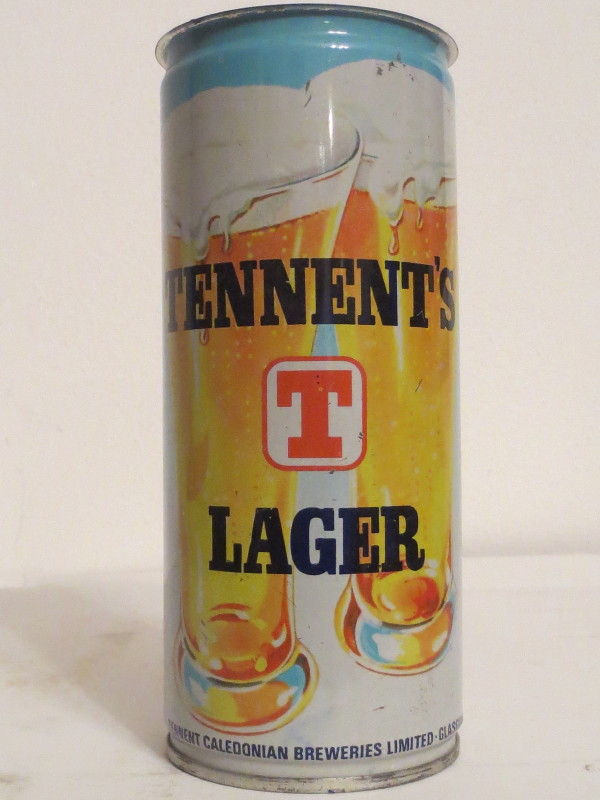 TENNENT'S
T
LAGER
TENNENT CALEDONIAN BREWERIES LIMITED·